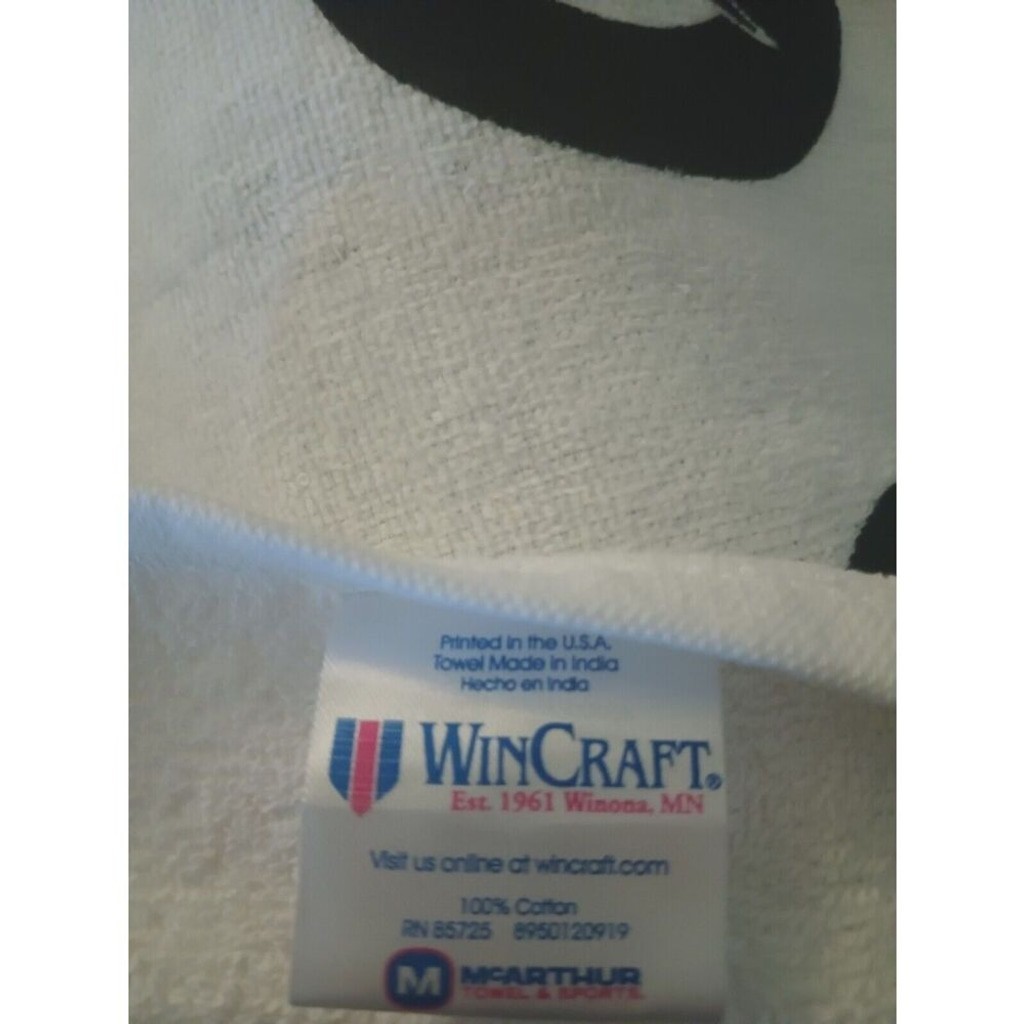 Printed in the U.S.A.
Towel Made in India
Hecho en India
WINCRAFT®
Est. 1961 Winona, MN
Visit us online at wincraft.com
100% Cotton
RN 85725 8950120919
M McARTHUR
TOWEL & SPORTS